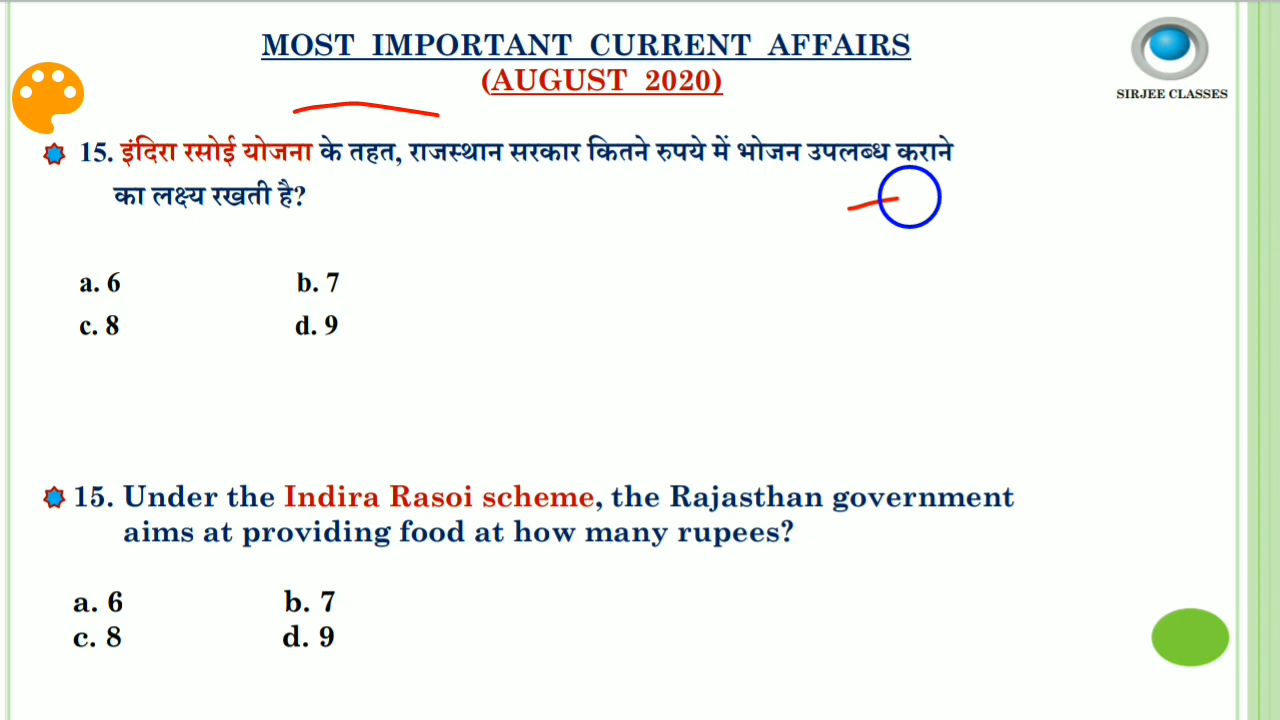 MOST IMPORTANT CURRENT AFFAIRS
(AUGUST 2020)
SIRJEE CLASSES
15. इंदिरा रसोई योजना के तहत, राजस्थान सरकार कितने रुपये में भोजन उपलब्ध कराने
का लक्ष्य रखती है?
a. 6 b. 7
c. 8 d. 9
15. Under the Indira Rasoi scheme, the Rajasthan government
aims at providing food at how many rupees?
a. 6 b. 7
c. 8 d. 9